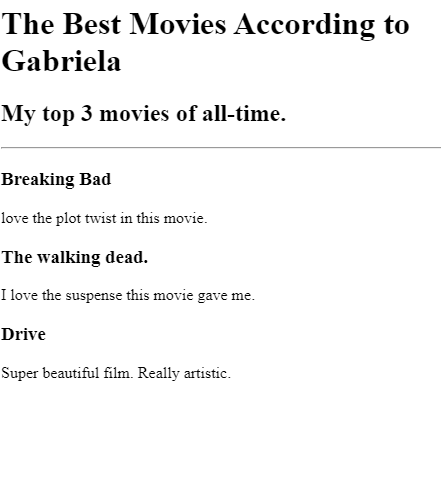 The Best Movies According to
Gabriela
My top 3 movies of all-time.
Breaking Bad
love the plot twist in this movie.
The walking dead.
I love the suspense this movie gave me.
Drive
Super beautiful film. Really artistic.